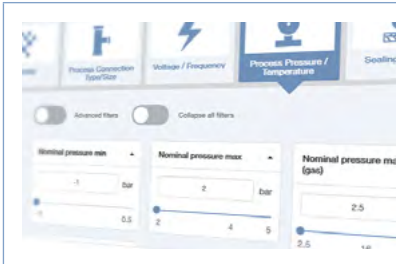 Process Connection
Type/Size
Voltage / Frequency
Process Pressure /
Temperature
Sealing
Advanced filters
Collapse all filters
Nominal pressure min
-1
bar
-1
0.5
Nominal pressure max
2
bar
2
4
5
Nominal pressure ma
(gas)
2.5
2.5
16